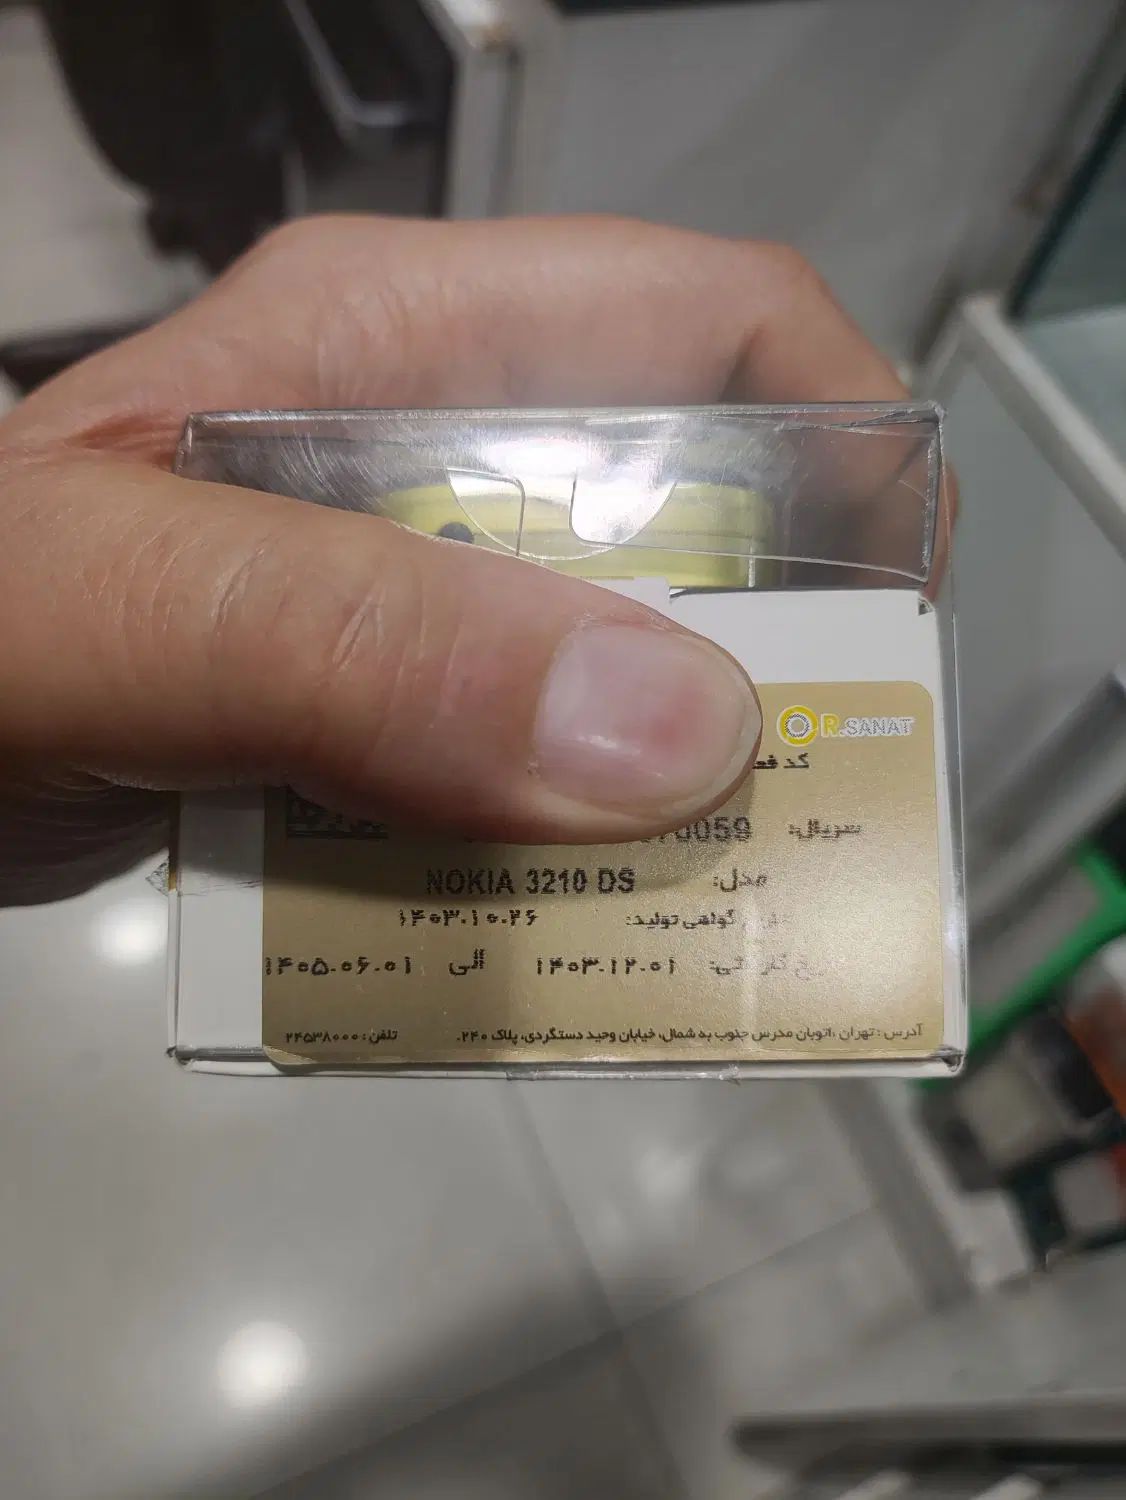 R.SANAT
کد
0059 سریال:
NOKIA 3210 DS مدل:
گواهی تولید: ۱۴۰۳.۱۰.۲۶
۱۴۰۳.۱۲.۰۱ الی ۱۴۰۵.۰۶.۰۱
آدرس: تهران، اتوبان مدرس جنوب به شمال، خیابان وحید دستگردی، پلاک ۲۴۰. تلفن: ۲۴۵۳۸۰۰۰